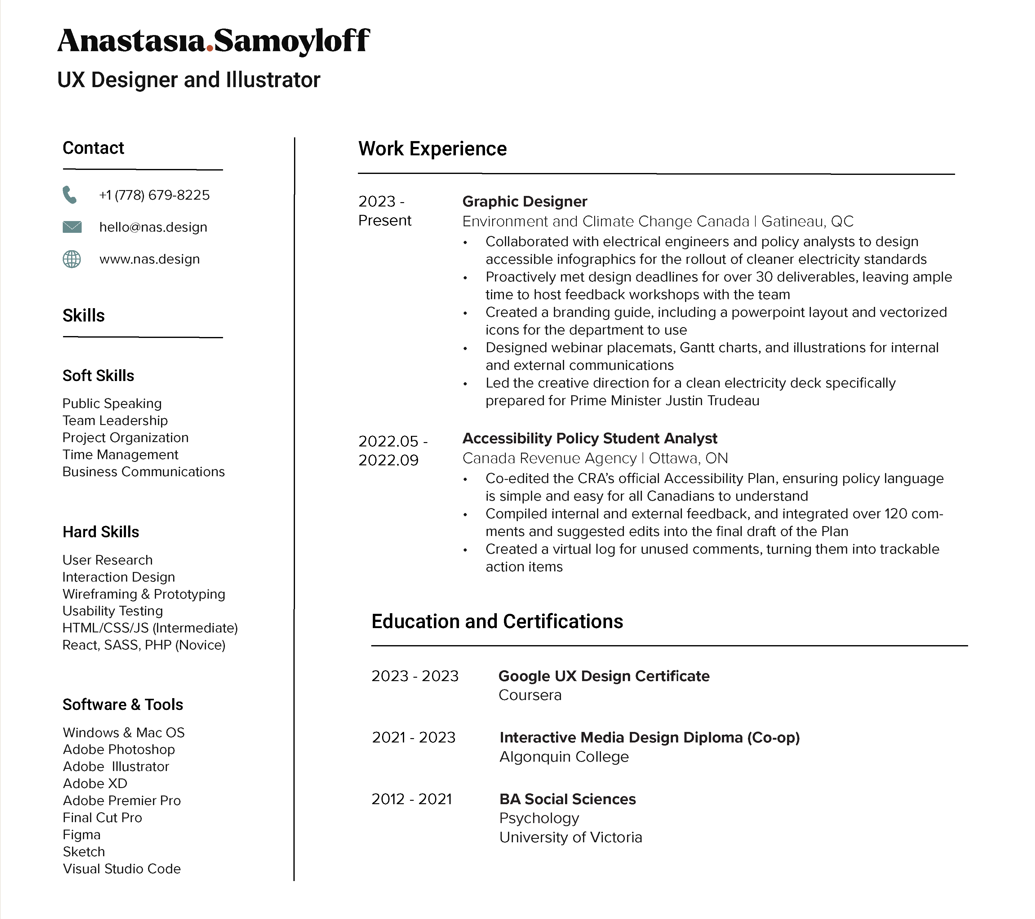 Anastasia.Samoyloff
UX Designer and Illustrator
Contact
+1 (778) 679-8225
hello@nas.design
www.nas.design
Skills
Soft Skills
Public Speaking
Team Leadership
Project Organization
Time Management
Business Communications
Hard Skills
User Research
Interaction Design
Wireframing & Prototyping
Usability Testing
HTML/CSS/JS (Intermediate)
React, SASS, PHP (Novice)
Software & Tools
Windows & Mac OS
Adobe Photoshop
Adobe Illustrator
Adobe XD
Adobe Premier Pro
Final Cut Pro
Figma
Sketch
Visual Studio Code
Work Experience
2023 -
Present
Graphic Designer
Environment and Climate Change Canada | Gatineau, QC
• Collaborated with electrical engineers and policy analysts to design
accessible infographics for the rollout of cleaner electricity standards
• Proactively met design deadlines for over 30 deliverables, leaving ample
time to host feedback workshops with the team
• Created a branding guide, including a powerpoint layout and vectorized
icons for the department to use
• Designed webinar placemats, Gantt charts, and illustrations for internal
and external communications
• Led the creative direction for a clean electricity deck specifically
prepared for Prime Minister Justin Trudeau
2022.05 -
2022.09
Accessibility Policy Student Analyst
Canada Revenue Agency | Ottawa, ON
• Co-edited the CRA's official Accessibility Plan, ensuring policy language
is simple and easy for all Canadians to understand
• Compiled internal and external feedback, and integrated over 120 com-
ments and suggested edits into the final draft of the Plan
• Created a virtual log for unused comments, turning them into trackable
action items
Education and Certifications
2023 - 2023
Google UX Design Certificate
Coursera
2021 - 2023
Interactive Media Design Diploma (Co-op)
Algonquin College
2012 - 2021
BA Social Sciences
Psychology
University of Victoria